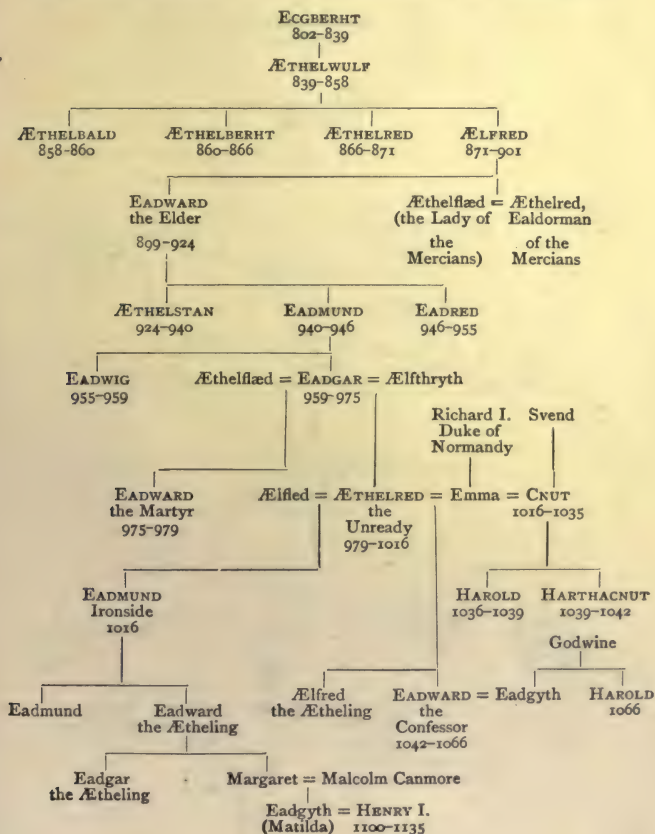 ECGBERHT
802–839
ÆTHELWULF
839–858
ÆTHELBALD ÆTHELBERHT ÆTHELRED ÆLFRED
858–860 860–866 866–871 871–901
EADWARD Æthelflæd = Æthelred,
the Elder (the Lady of Ealdorman
the of the
899–924 Mercians) Mercians
ÆTHELSTAN EADMUND EADRED
924–940 940–946 946–955
EADWIG Æthelflæd = EADGAR = Ælfthryth
955–959 959–975
Richard I. Svend
Duke of
Normandy
EADWARD Ælfled = ÆTHELRED = Emma = CNUT
the Martyr the 1016–1035
975–979 Unready
979–1016
EADMUND HAROLD HARTHACNUT
Ironside 1036–1039 1039–1042
1016
Godwine
Eadmund Eadward Ælfred EADWARD = Eadgyth HAROLD
the Ætheling the Ætheling the 1066
Confessor
1042–1066
Eadgar Margaret = Malcolm Canmore
the Ætheling
Eadgyth = HENRY I.
(Matilda) 1100–1135